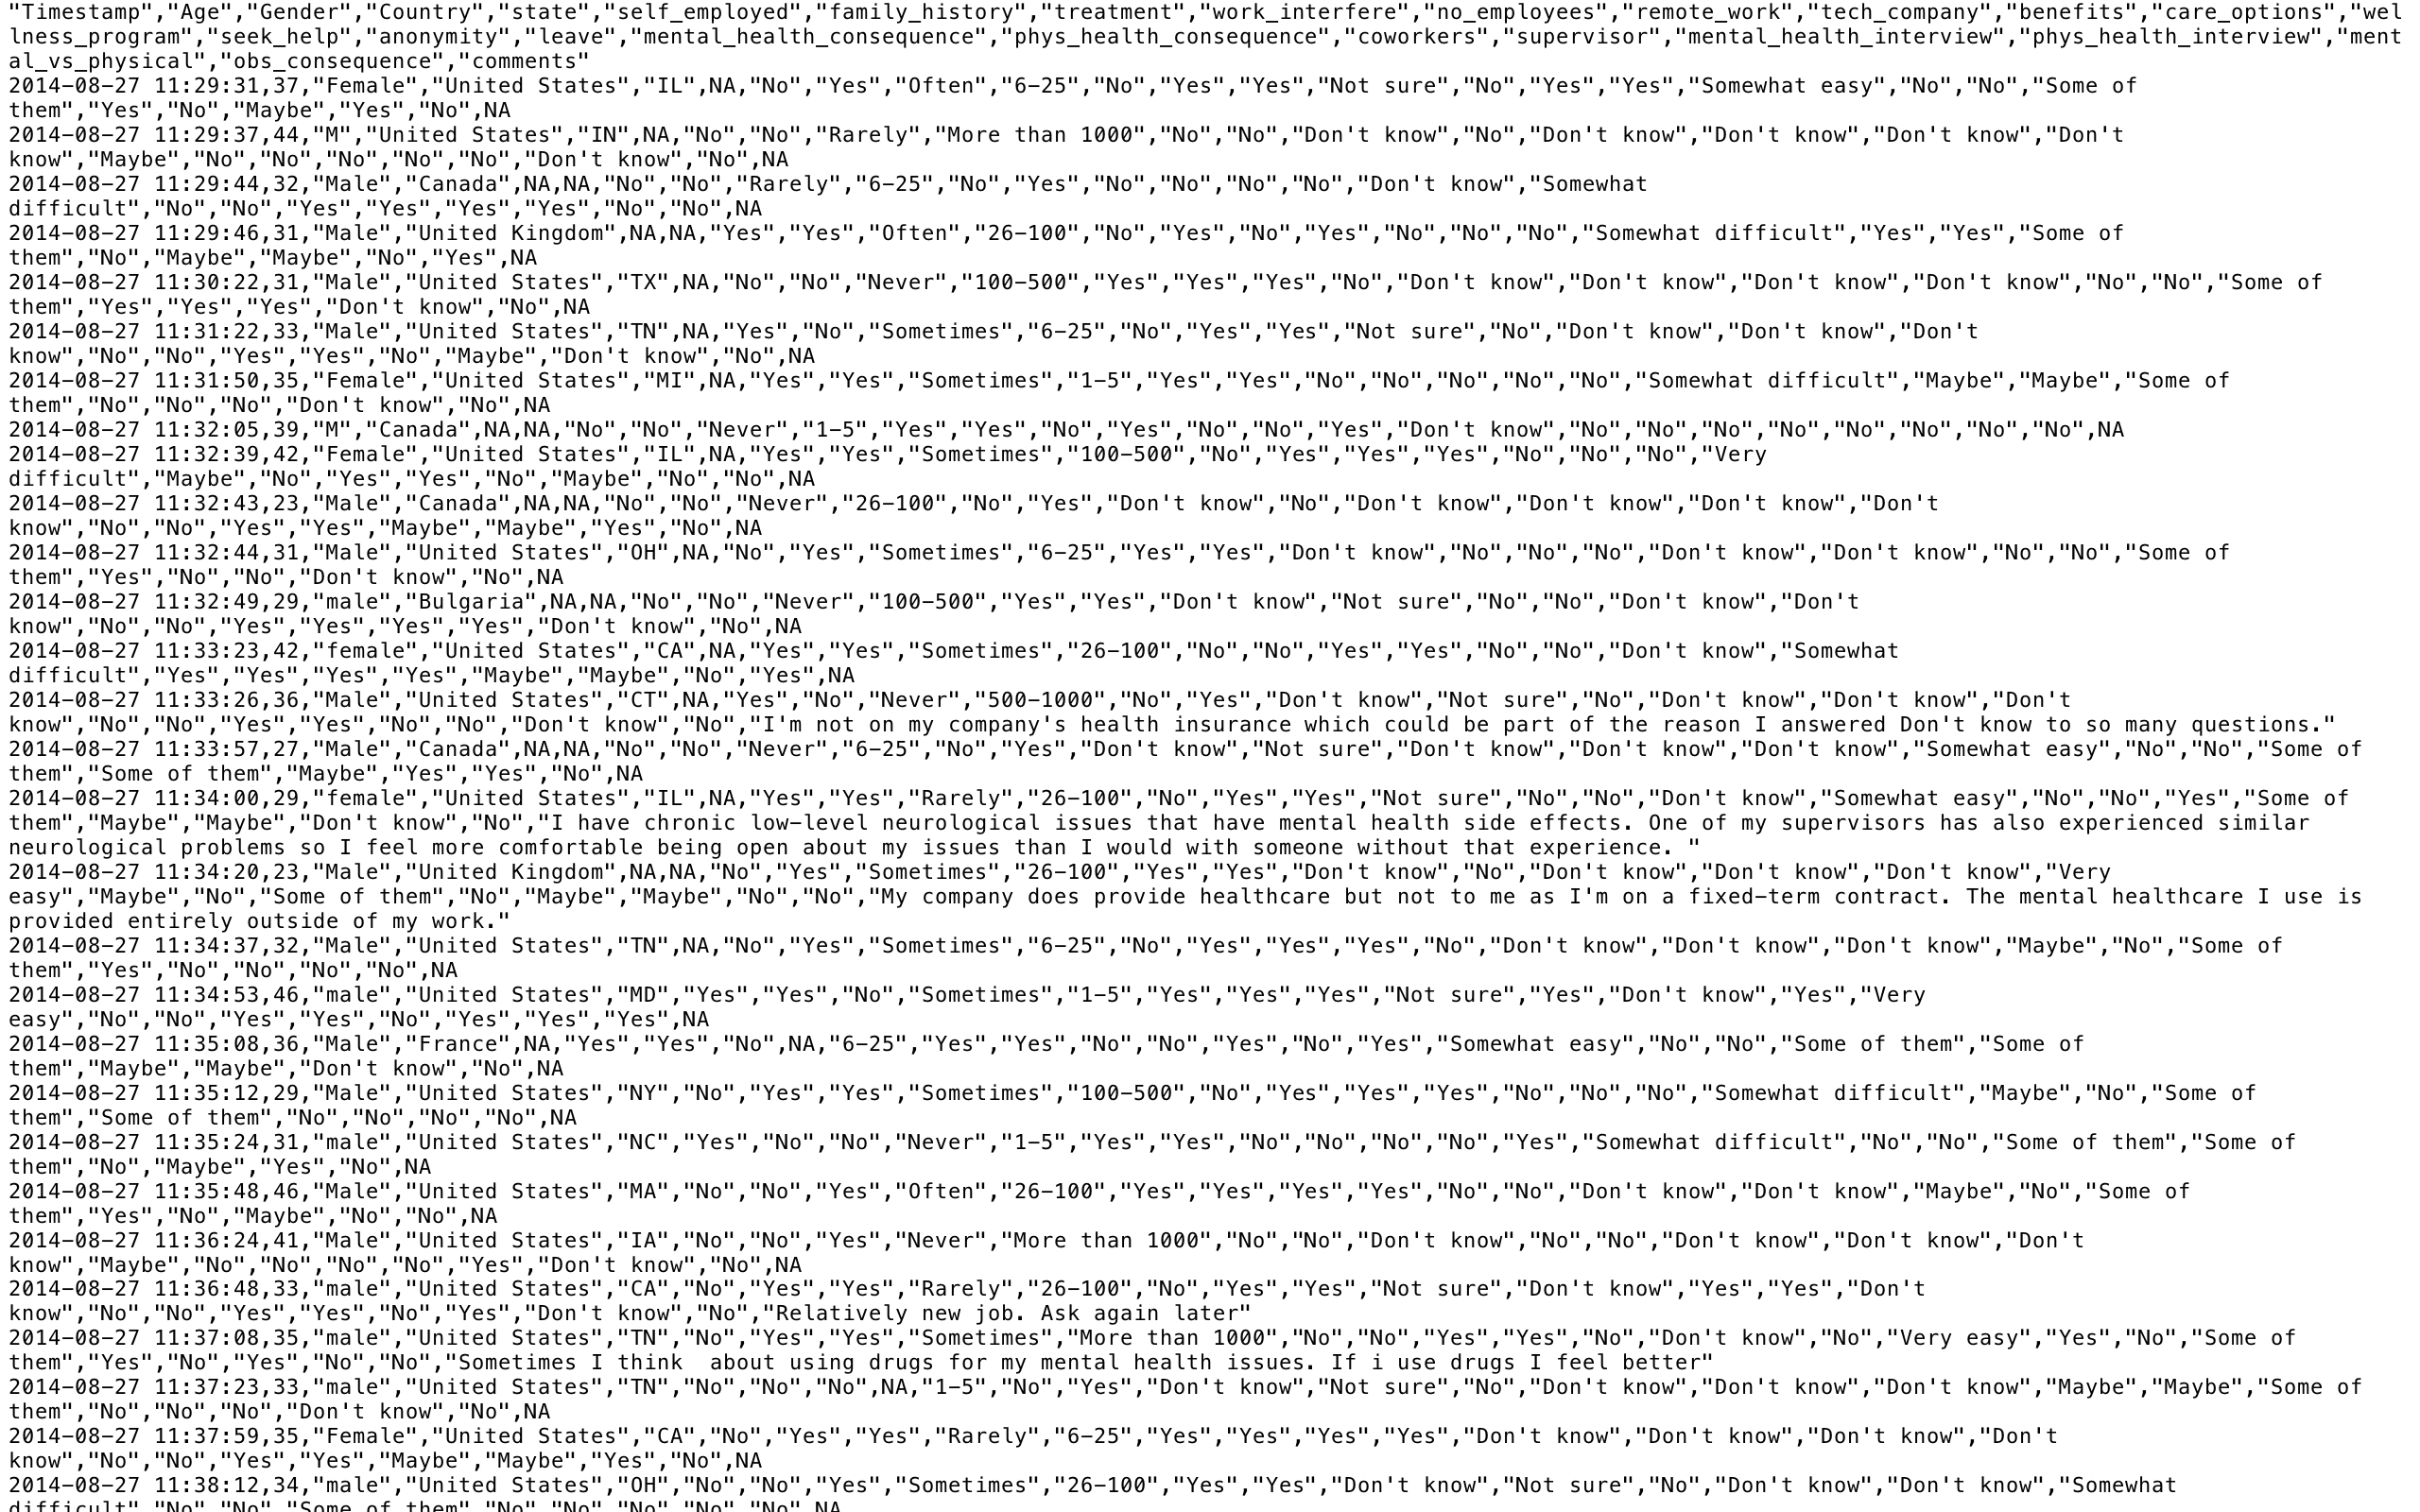 "Timestamp","Age","Gender","Country","state","self_employed","family_history","treatment","work_interfere","no_employees","remote_work","tech_company","benefits","care_options","wel
lness_program","seek_help","anonymity","leave","mental_health_consequence","phys_health_consequence","coworkers","supervisor","mental_health_interview","phys_health_interview","ment
al_vs_physical","obs_consequence","comments"
2014-08-27 11:29:31,37,"Female","United States","IL",NA,"No","Yes","Often","6-25","No","Yes","Yes","Not sure","No","Yes","Yes","Somewhat easy","No","No","Some of
them","Yes","No","Maybe","Yes","No",NA
2014-08-27 11:29:37,44,"M","United States","IN",NA,"No","No","Rarely","More than 1000","No","No","Don't know","No","Don't know","Don't know","Don't know","Don't
know","Maybe","No","No","No","No","No","Don't know","No",NA
2014-08-27 11:29:44,32,"Male","Canada",NA,NA,"No","No","Rarely","6-25","No","Yes","No","No","No","No","Don't know","Somewhat
difficult","No","No","Yes","Yes","Yes","Yes","No","No",NA
2014-08-27 11:29:46,31,"Male","United Kingdom",NA,NA,"Yes","Yes","Often","26-100","No","Yes","No","Yes","No","No","No","Somewhat difficult","Yes","Yes","Some of
them","No","Maybe","Maybe","No","Yes",NA
2014-08-27 11:30:22,31,"Male","United States","TX",NA,"No","No","Never","100-500","Yes","Yes","Yes","No","Don't know","Don't know","Don't know","Don't know","No","No","Some of
them","Yes","Yes","Yes","Don't know","No",NA
2014-08-27 11:31:22,33,"Male","United States","TN",NA,"Yes","No","Sometimes","6-25","No","Yes","Yes","Not sure","No","Don't know","Don't know","Don't
know","No","No","Yes","Yes","No","Maybe","Don't know","No",NA
2014-08-27 11:31:50,35,"Female","United States","MI",NA,"Yes","Yes","Sometimes","1-5","Yes","Yes","No","No","No","No","No","Somewhat difficult","Maybe","Maybe","Some of
them","No","No","No","Don't know","No",NA
2014-08-27 11:32:05,39,"M","Canada",NA,NA,"No","No","Never","1-5","Yes","Yes","No","Yes","No","No","Yes","Don't know","No","No","No","No","No","No","No","No",NA
2014-08-27 11:32:39,42,"Female","United States","IL",NA,"Yes","Yes","Sometimes","100-500","No","Yes","Yes","Yes","No","No","No","Very
difficult","Maybe","No","Yes","Yes","No","Maybe","No","No",NA
2014-08-27 11:32:43,23,"Male","Canada",NA,NA,"No","No","Never","26-100","No","Yes","Don't know","No","Don't know","Don't know","Don't know","Don't
know","No","No","Yes","Yes","Maybe","Maybe","Yes","No",NA
2014-08-27 11:32:44,31,"Male","United States","OH",NA,"No","Yes","Sometimes","6-25","Yes","Yes","Don't know","No","No","No","Don't know","Don't know","No","No","Some of
them","Yes","No","No","Don't know","No",NA
2014-08-27 11:32:49,29,"male","Bulgaria",NA,NA,"No","No","Never","100-500","Yes","Yes","Don't know","Not sure","No","No","Don't know","Don't
know","No","No","Yes","Yes","Yes","Yes","Don't know","No",NA
2014-08-27 11:33:23,42,"female","United States","CA",NA,"Yes","Yes","Sometimes","26-100","No","No","Yes","Yes","No","No","Don't know","Somewhat
difficult","Yes","Yes","Yes","Yes","Maybe","Maybe","No","Yes",NA
2014-08-27 11:33:26,36,"Male","United States","CT",NA,"Yes","No","Never","500-1000","No","Yes","Don't know","Not sure","No","Don't know","Don't know","Don't
know","No","No","Yes","Yes","No","No","Don't know","No","I'm not on my company's health insurance which could be part of the reason I answered Don't know to so many questions."
2014-08-27 11:33:57,27,"Male","Canada",NA,NA,"No","No","Never","6-25","No","Yes","Don't know","Not sure","Don't know","Don't know","Don't know","Somewhat easy","No","No","Some of
them","Some of them","Maybe","Yes","Yes","No",NA
2014-08-27 11:34:00,29,"female","United States","IL",NA,"Yes","Yes","Rarely","26-100","No","Yes","Yes","Not sure","No","No","Don't know","Somewhat easy","No","No","Yes","Some of
them","Maybe","Maybe","Don't know","No","I have chronic low-level neurological issues that have mental health side effects. One of my supervisors has also experienced similar
neurological problems so I feel more comfortable being open about my issues than I would with someone without that experience. "
2014-08-27 11:34:20,23,"Male","United Kingdom",NA,NA,"No","Yes","Sometimes","26-100","Yes","Yes","Don't know","No","Don't know","Don't know","Don't know","Very
easy","Maybe","No","Some of them","No","Maybe","Maybe","No","No","My company does provide healthcare but not to me as I'm on a fixed-term contract. The mental healthcare I use is
provided entirely outside of my work."
2014-08-27 11:34:37,32,"Male","United States","TN",NA,"No","Yes","Sometimes","6-25","No","Yes","Yes","Yes","No","Don't know","Don't know","Don't know","Maybe","No","Some of
them","Yes","No","No","No","No",NA
2014-08-27 11:34:53,46,"male","United States","MD","Yes","Yes","No","Sometimes","1-5","Yes","Yes","Yes","Not sure","Yes","Don't know","Yes","Very
easy","No","No","Yes","Yes","No","Yes","Yes","Yes",NA
2014-08-27 11:35:08,36,"Male","France",NA,"Yes","Yes","No",NA,"6-25","Yes","Yes","No","No","Yes","No","Yes","Somewhat easy","No","No","Some of them","Some of
them","Maybe","Maybe","Don't know","No",NA
2014-08-27 11:35:12,29,"Male","United States","NY","No","Yes","Yes","Sometimes","100-500","No","Yes","Yes","Yes","No","No","No","Somewhat difficult","Maybe","No","Some of
them","Some of them","No","No","No","No",NA
2014-08-27 11:35:24,31,"male","United States","NC","Yes","No","No","Never","1-5","Yes","Yes","No","No","No","No","Yes","Somewhat difficult","No","No","Some of them","Some of
them","No","Maybe","Yes","No",NA
2014-08-27 11:35:48,46,"Male","United States","MA","No","No","Yes","Often","26-100","Yes","Yes","Yes","Yes","No","No","Don't know","Don't know","Maybe","No","Some of
them","Yes","No","Maybe","No","No",NA
2014-08-27 11:36:24,41,"Male","United States","IA","No","No","Yes","Never","More than 1000","No","No","Don't know","No","No","Don't know","Don't know","Don't
know","Maybe","No","No","No","No","Yes","Don't know","No",NA
2014-08-27 11:36:48,33,"male","United States","CA","No","Yes","Yes","Rarely","26-100","No","Yes","Yes","Not sure","Don't know","Yes","Yes","Don't
know","No","No","Yes","Yes","No","Yes","Don't know","No","Relatively new job. Ask again later"
2014-08-27 11:37:08,35,"male","United States","TN","No","Yes","Yes","Sometimes","More than 1000","No","No","Yes","Yes","No","Don't know","No","Very easy","Yes","No","Some of
them","Yes","No","Yes","No","No","Sometimes I think  about using drugs for my mental health issues. If i use drugs I feel better"
2014-08-27 11:37:23,33,"male","United States","TN","No","No","No",NA,"1-5","No","Yes","Don't know","Not sure","No","Don't know","Don't know","Don't know","Maybe","Maybe","Some of
them","No","No","No","Don't know","No",NA
2014-08-27 11:37:59,35,"Female","United States","CA","No","Yes","Yes","Rarely","6-25","Yes","Yes","Yes","Yes","Don't know","Don't know","Don't know","Don't
know","No","No","Yes","Yes","Maybe","Maybe","Yes","No",NA
2014-08-27 11:38:12,34,"male","United States","OH","No","No","Yes","Sometimes","26-100","Yes","Yes","Don't know","Not sure","No","Don't know","Don't know","Somewhat
difficult","No","No","Some of them","No","No","No","No","No",NA